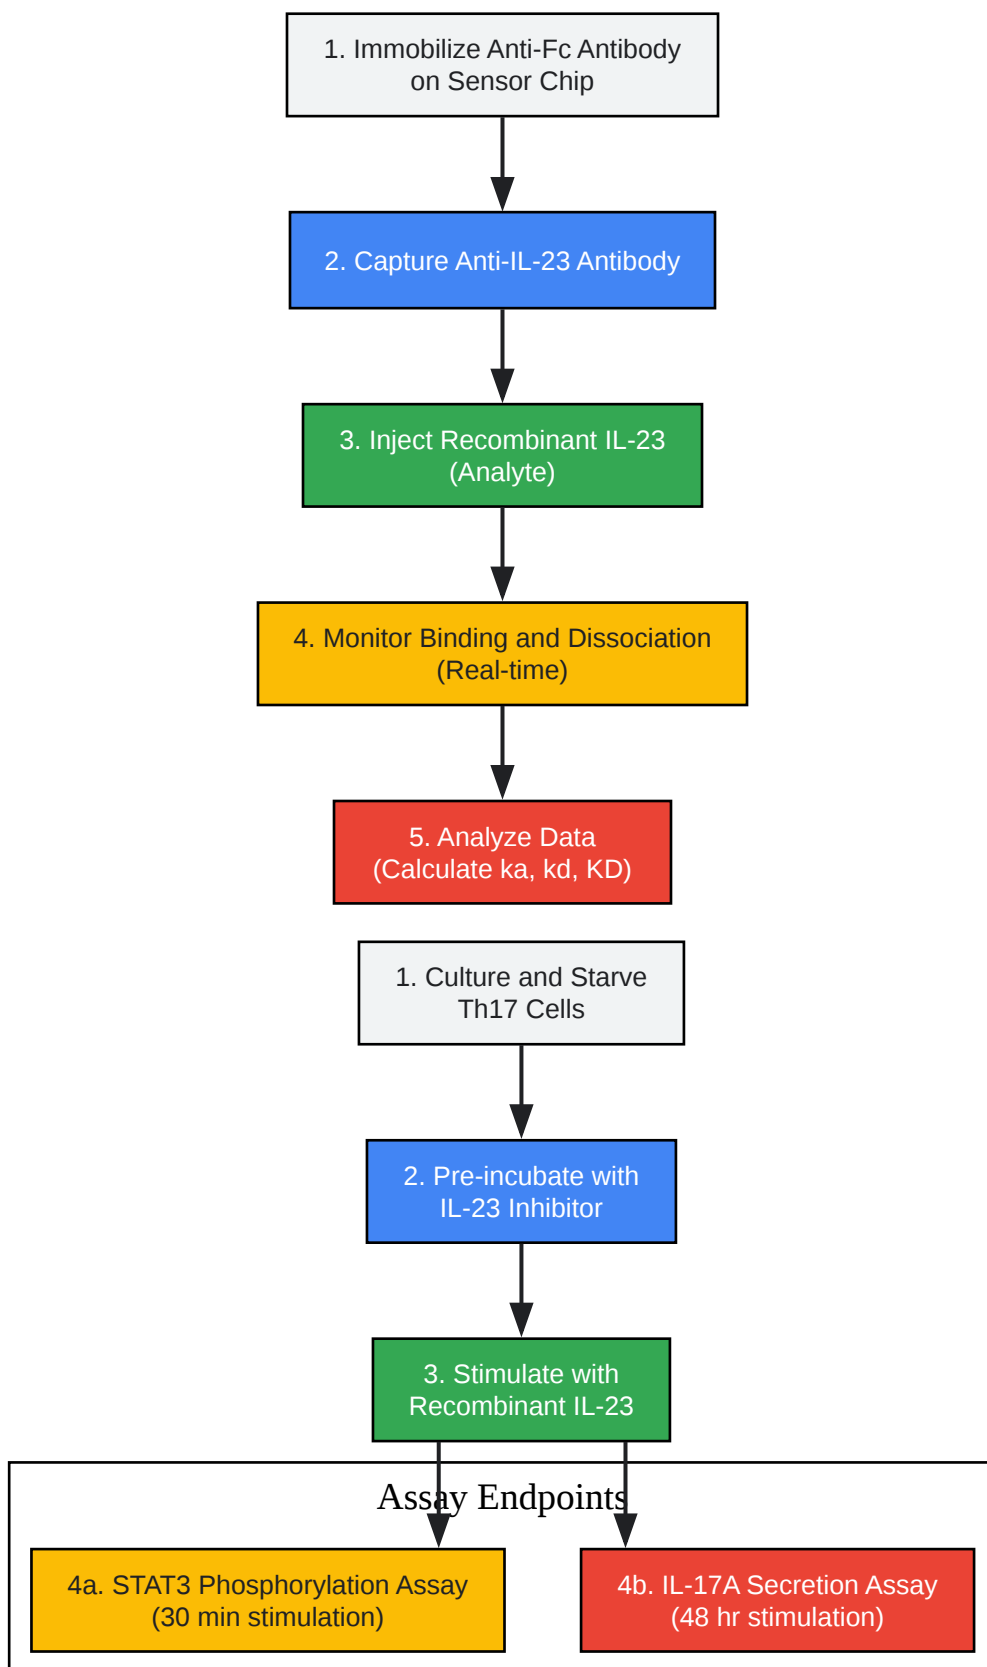 1. Immobilize Anti-Fc Antibody
on Sensor Chip
2. Capture Anti-IL-23 Antibody
3. Inject Recombinant IL-23
(Analyte)
4. Monitor Binding and Dissociation
(Real-time)
5. Analyze Data
(Calculate ka, kd, KD)
1. Culture and Starve
Th17 Cells
2. Pre-incubate with
IL-23 Inhibitor
3. Stimulate with
Recombinant IL-23
Assay Endpoints
4a. STAT3 Phosphorylation Assay
(30 min stimulation)
4b. IL-17A Secretion Assay
(48 hr stimulation)